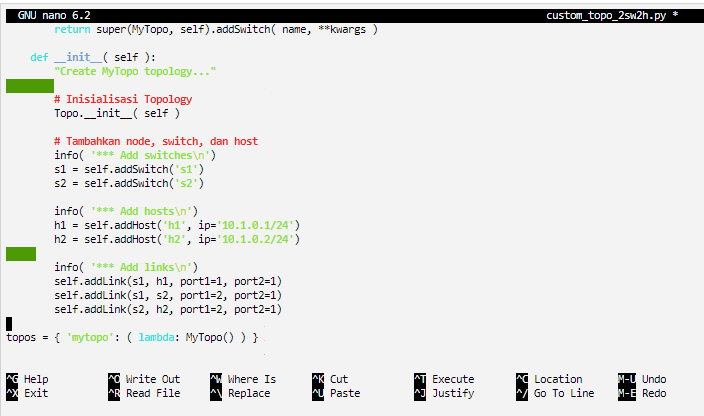 GNU nano 6.2 custom_topo_2sw2h.py *
return super(MyTopo, self).addSwitch( name, **kwargs )
def __init__( self ):
"Create MyTopo topology..."
# Inisialisasi Topology
Topo.__init__( self )
# Tambahkan node, switch, dan host
info( '*** Add switches\n')
s1 = self.addSwitch('s1')
s2 = self.addSwitch('s2')
info( '*** Add hosts\n')
h1 = self.addHost('h1', ip='10.1.0.1/24')
h2 = self.addHost('h2', ip='10.1.0.2/24')
info( '*** Add links\n')
self.addLink(s1, h1, port1=1, port2=1)
self.addLink(s1, s2, port1=2, port2=1)
self.addLink(s2, h2, port1=2, port2=1)
topos = { 'mytopo': ( lambda: MyTopo() ) }
^G Help ^O Write Out ^W Where Is ^K Cut ^T Execute ^C Location M-U Undo
^X Exit ^R Read File ^\ Replace ^U Paste ^J Justify ^/ Go To Line M-E Redo